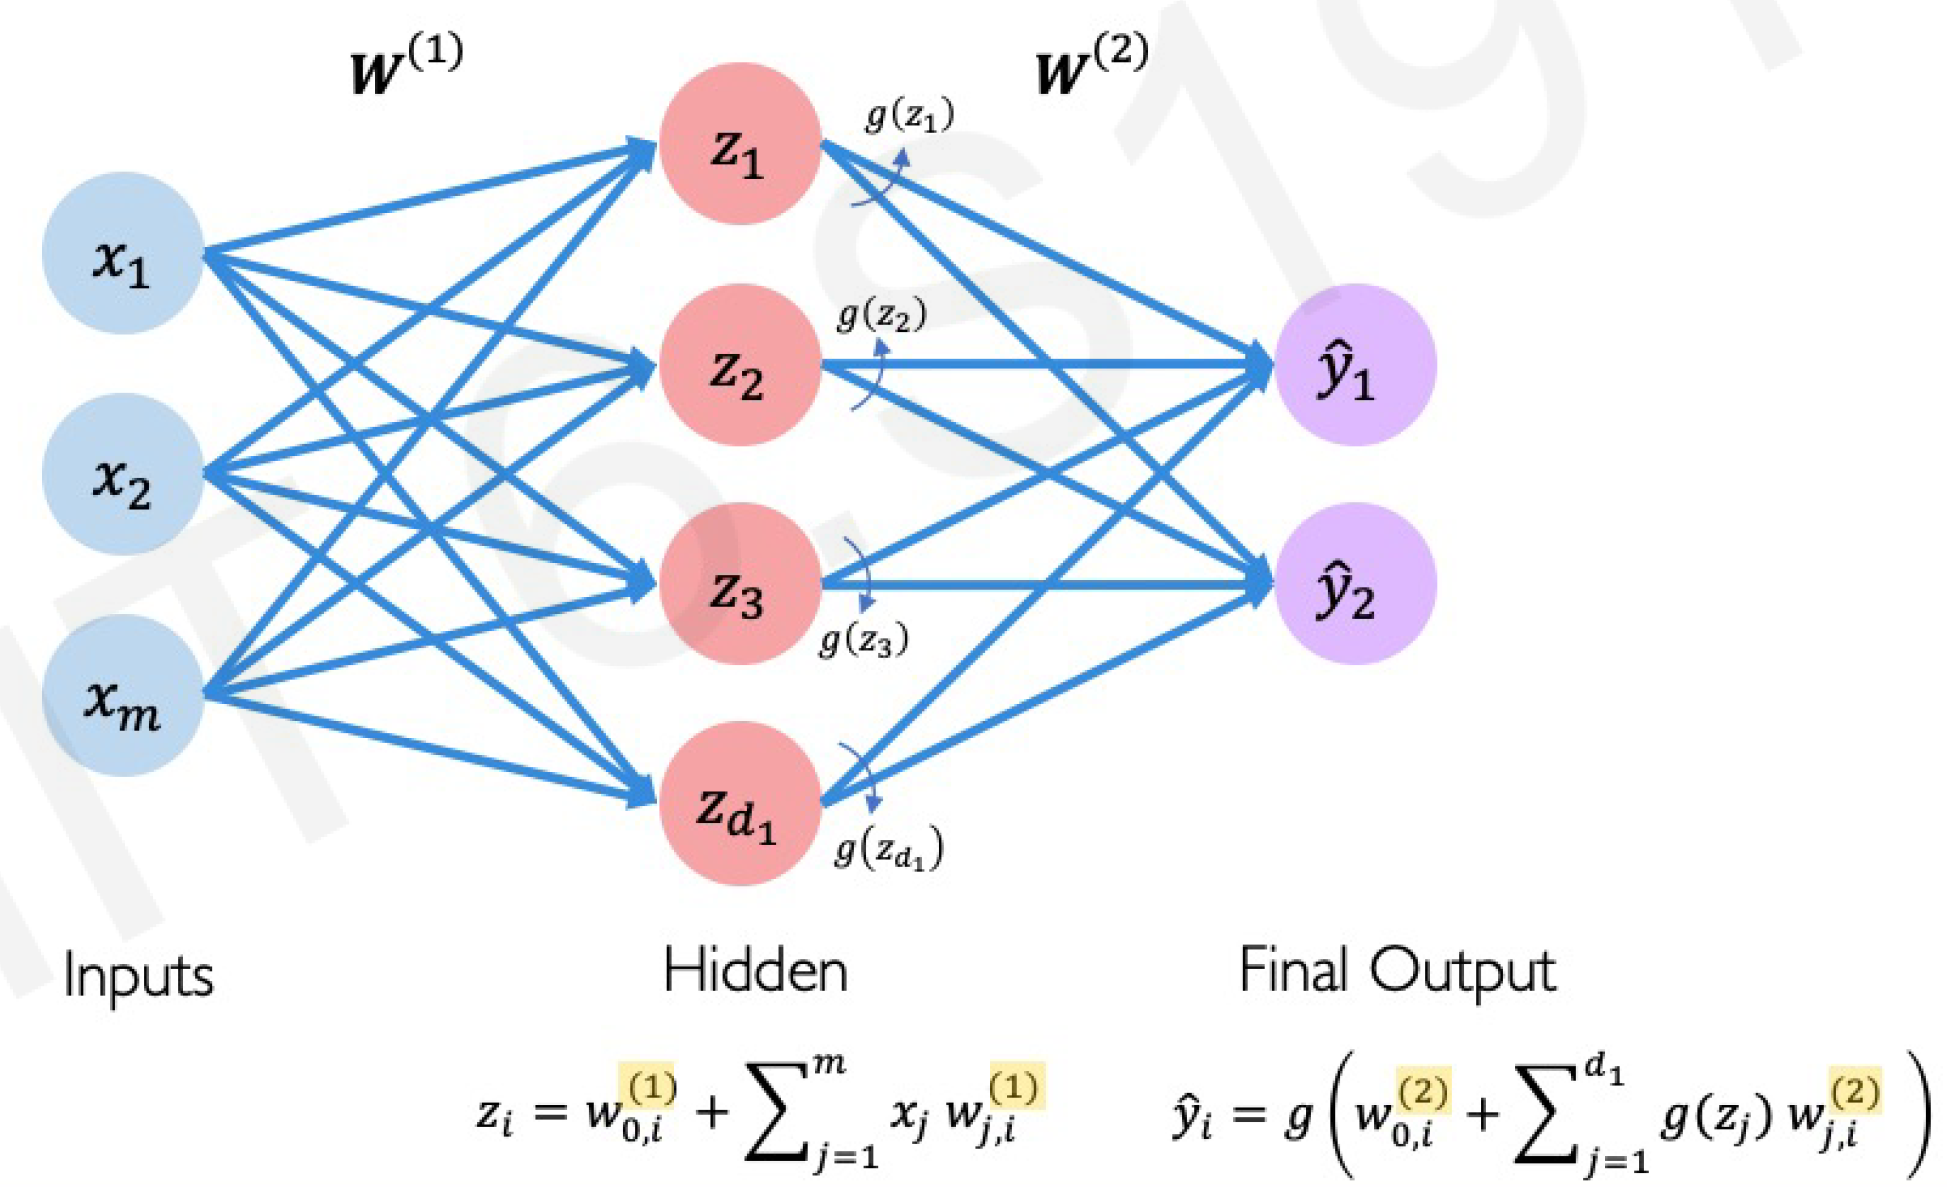 W^(1)
W^(2)
z_1
g(z_1)
x_1
z_2
g(z_2)
ŷ_1
x_2
z_3
g(z_3)
ŷ_2
x_m
z_{d_1}
g(z_{d_1})
Inputs
Hidden
Final Output
z_i = w_{0,i}^{(1)} + ∑_{j=1}^{m} x_j w_{j,i}^{(1)}
ŷ_i = g( w_{0,i}^{(2)} + ∑_{j=1}^{d_1} g(z_j) w_{j,i}^{(2)} )